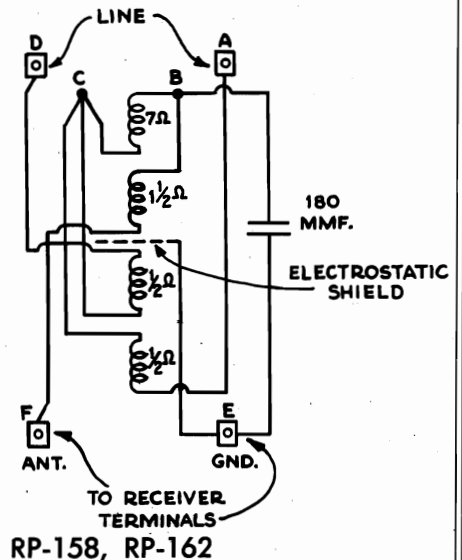 LINE
D
A
C
B
7Ω
1½Ω
180
MMF.
ELECTROSTATIC
SHIELD
½Ω
½Ω
F
E
ANT.
GND.
TO RECEIVER
TERMINALS
RP-158, RP-162